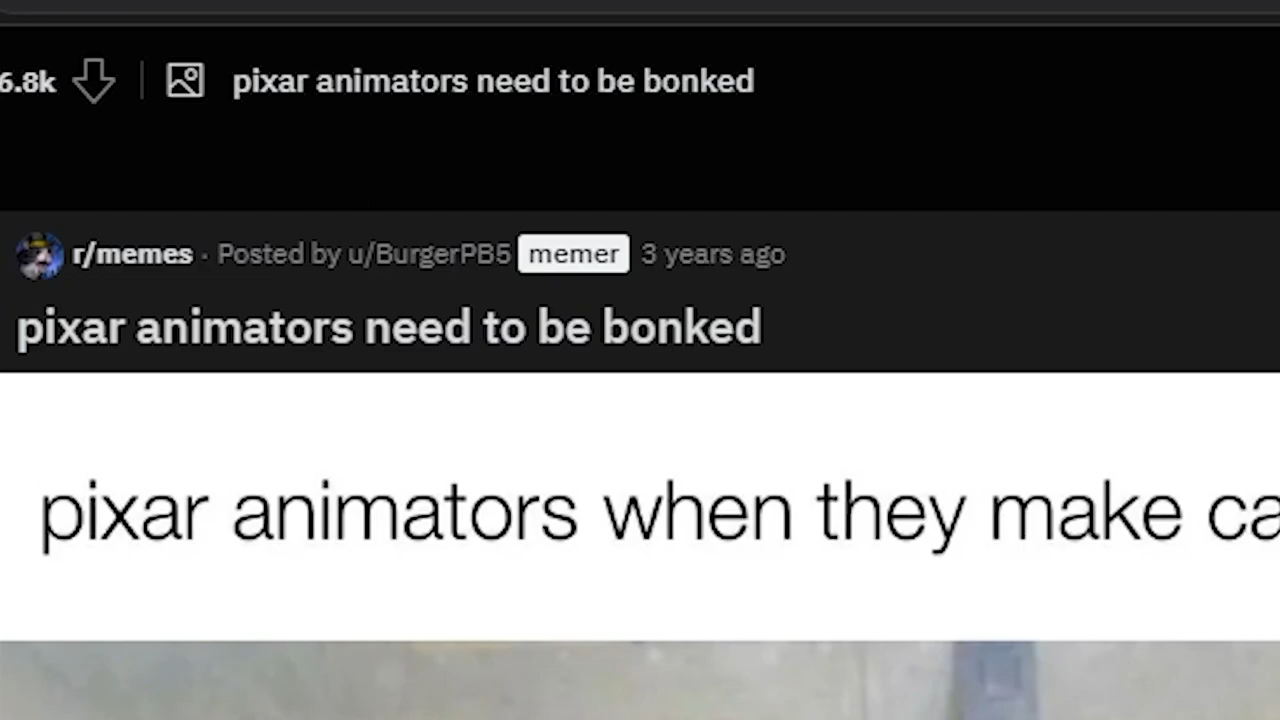 6.8k pixar animators need to be bonked
r/memes · Posted by u/BurgerPB5 memer 3 years ago
pixar animators need to be bonked
pixar animators when they make ca